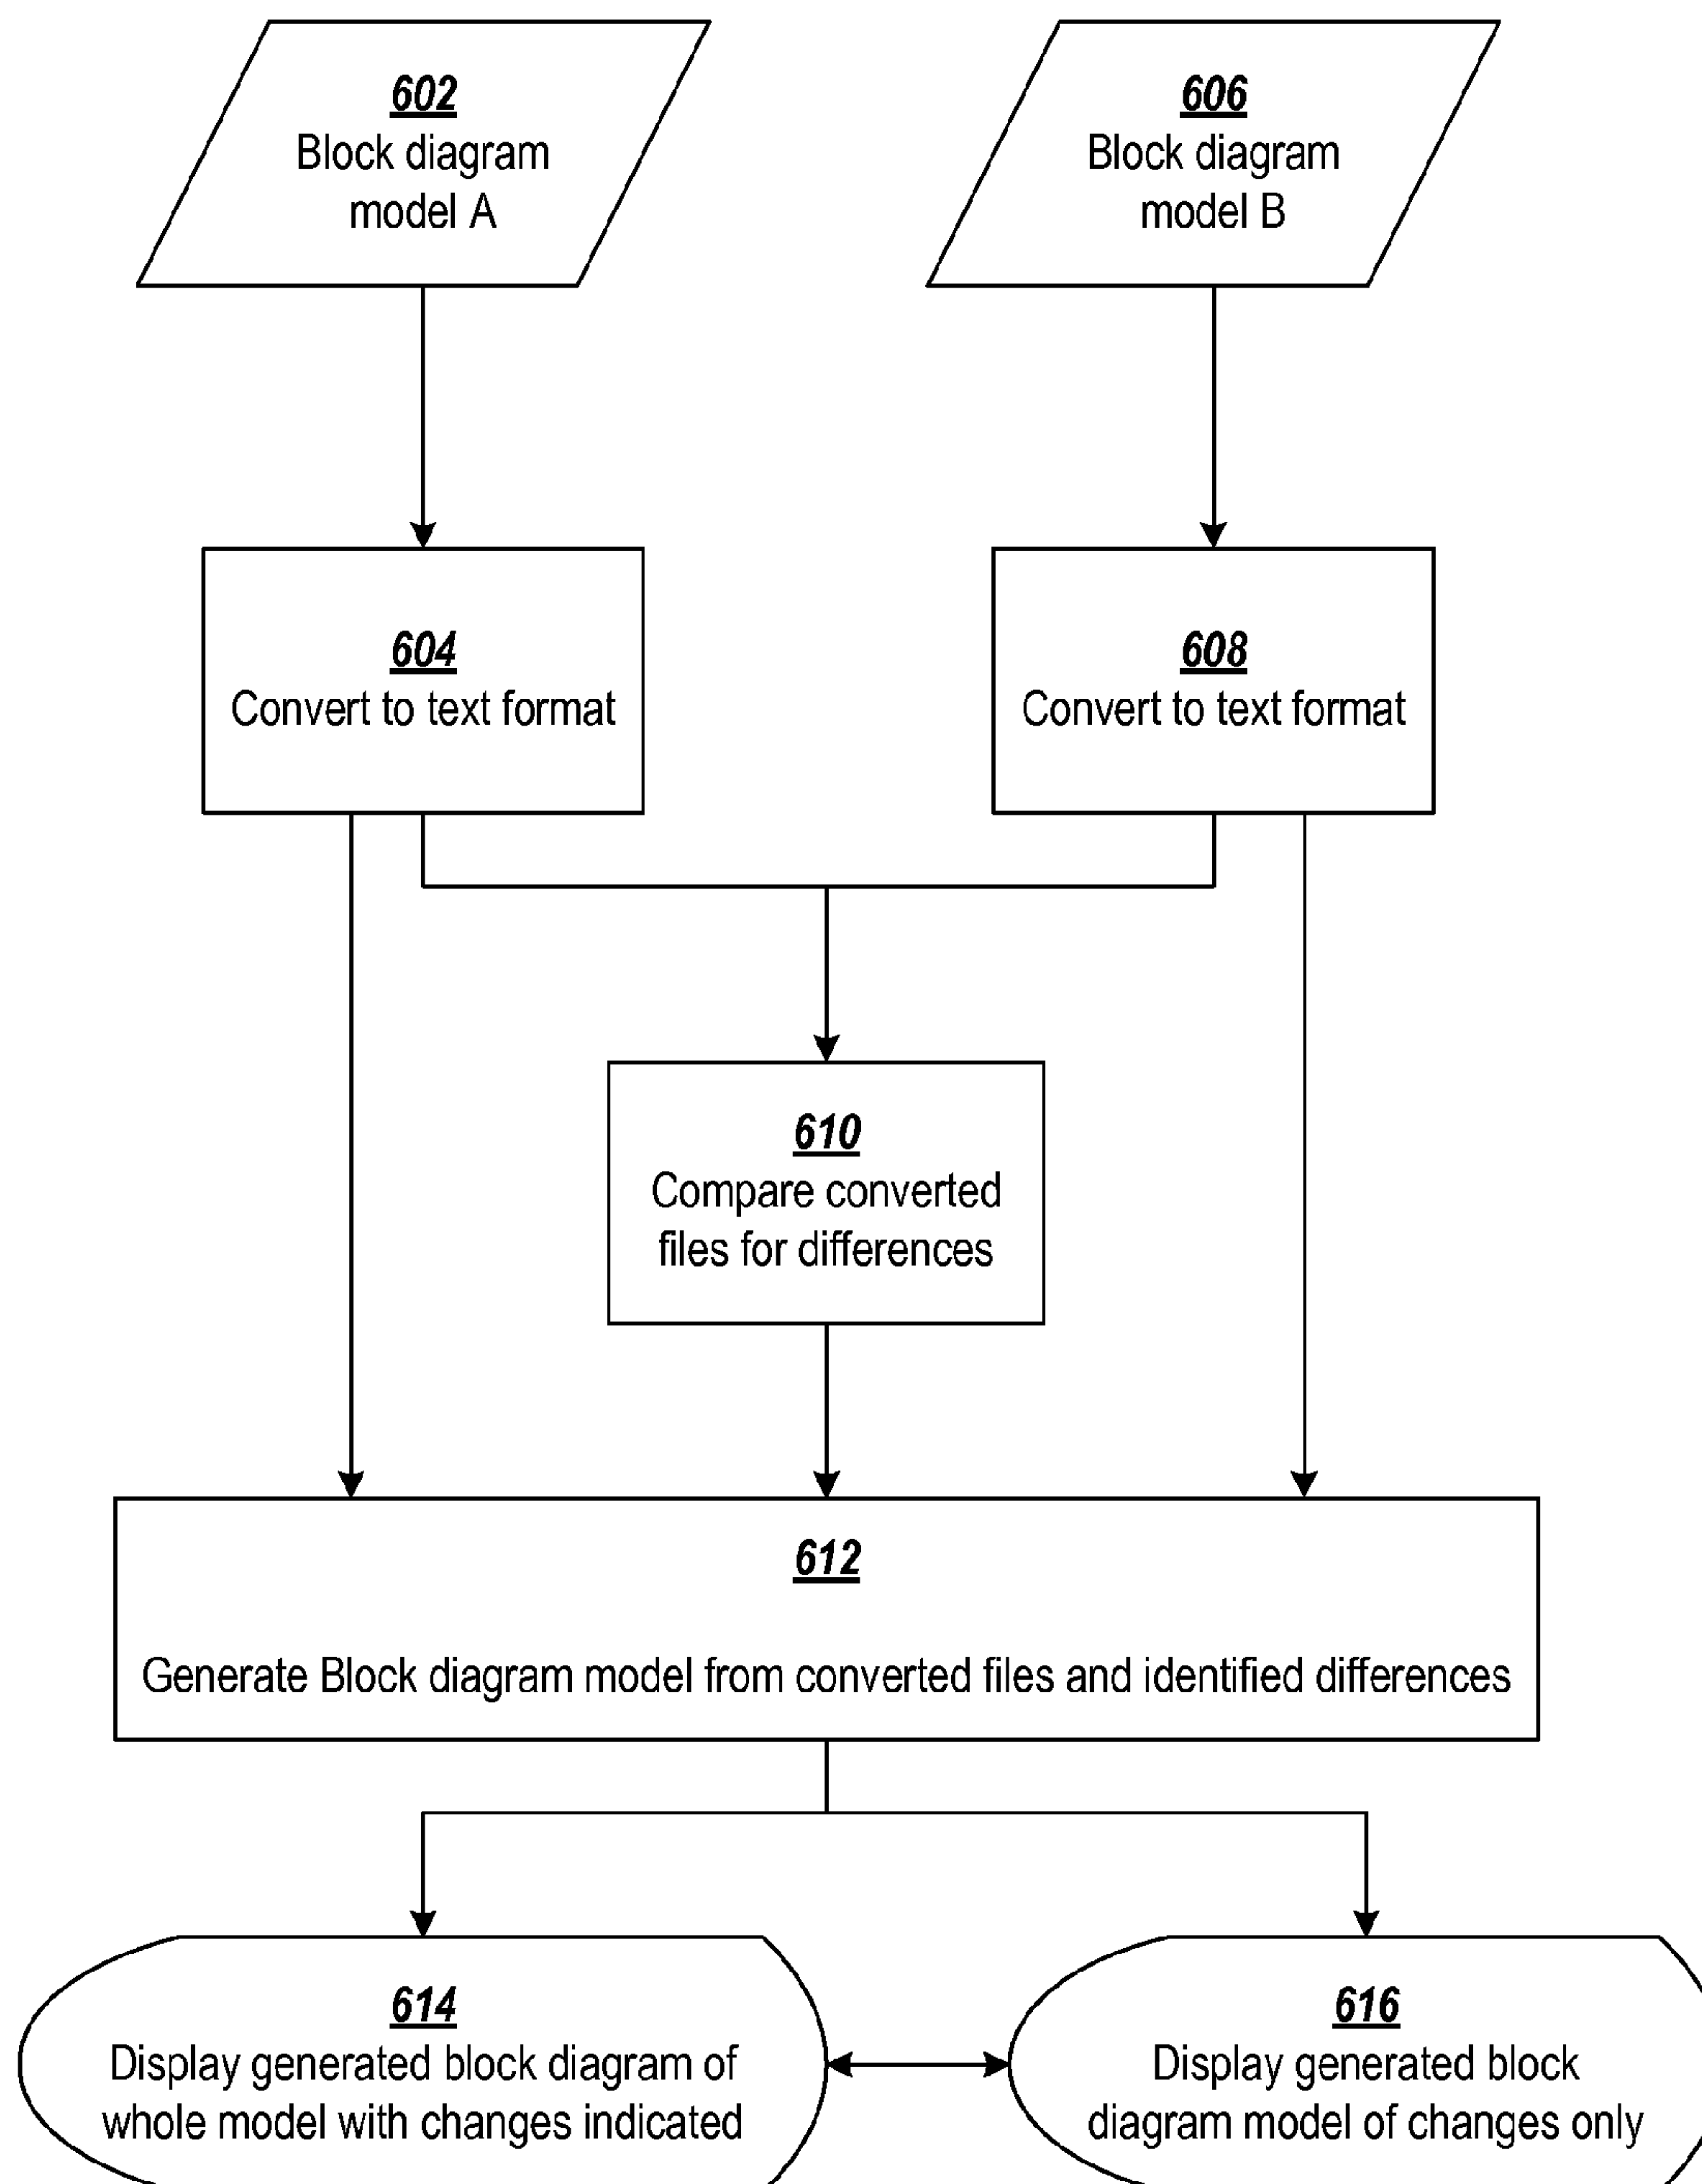 602
Block diagram
model A
606
Block diagram
model B
604
Convert to text format
608
Convert to text format
610
Compare converted
files for differences
612
Generate Block diagram model from converted files and identified differences
614
Display generated block diagram of
whole model with changes indicated
616
Display generated block
diagram model of changes only